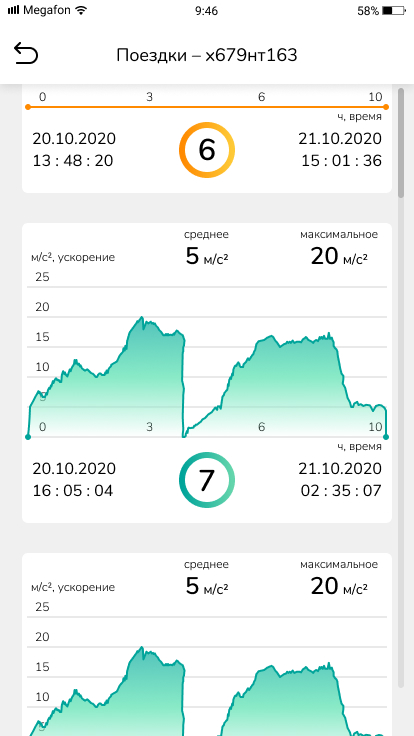 Megafon 9:46 58%
Поездки – х679нт163
0 3 6 10
ч, время
20.10.2020 6 21.10.2020
13 : 48 : 20 15 : 01 : 36
среднее максимальное
м/с², ускорение 5 м/с² 20 м/с²
25
20
15
10
5
0 3 6 10
ч, время
20.10.2020 7 21.10.2020
16 : 05 : 04 02 : 35 : 07
среднее максимальное
м/с², ускорение 5 м/с² 20 м/с²
25
20
15
10
5